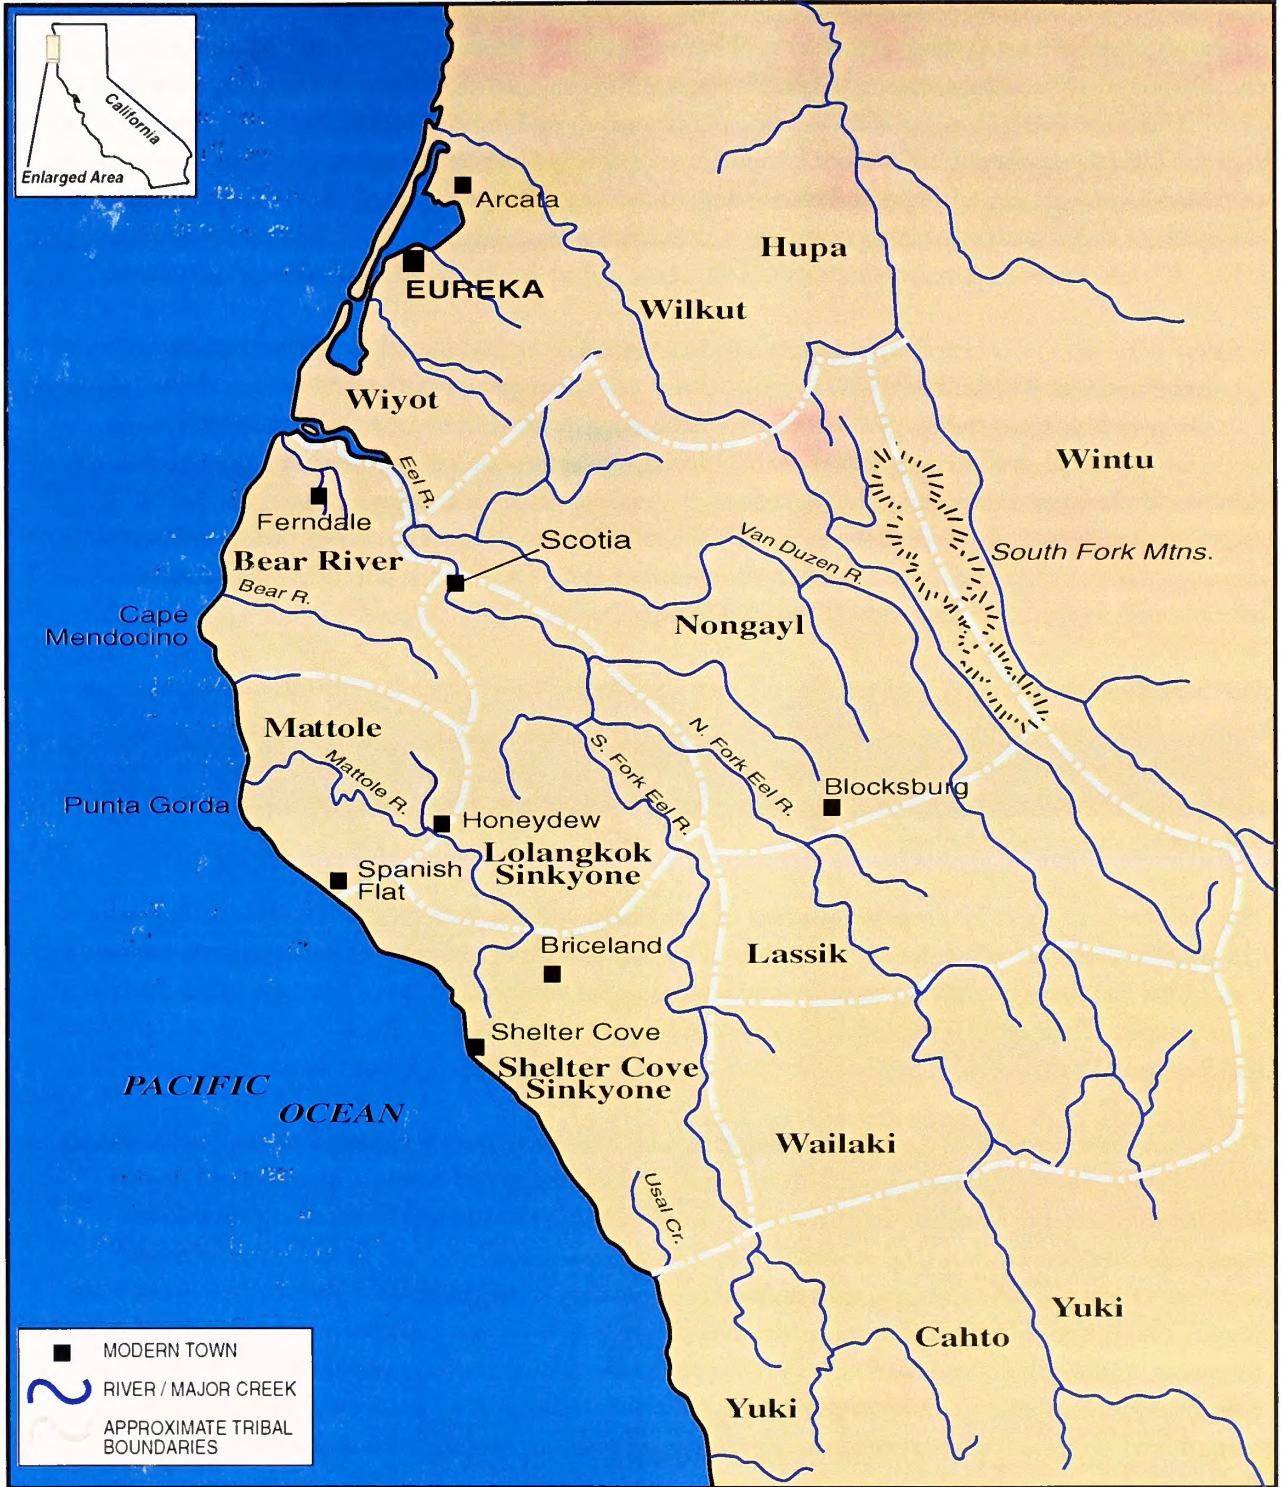 California
Enlarged Area
Arcata
EUREKA
Hupa
Wilkut
Wiyot
Eel R.
Wintu
Ferndale
Bear River
Scotia
Van Duzen R.
South Fork Mtns.
Bear R.
Cape
Mendocino
Nongayl
Mattole
Mattole R.
S. Fork Eel R.
N. Fork Eel R.
Punta Gorda
Blocksburg
Honeydew
Lolangkok
Sinkyone
Spanish
Flat
Briceland
Lassik
Shelter Cove
Shelter Cove
Sinkyone
PACIFIC
OCEAN
Wailaki
Usal Cr.
Yuki
Cahto
Yuki
MODERN TOWN
RIVER / MAJOR CREEK
APPROXIMATE TRIBAL
BOUNDARIES